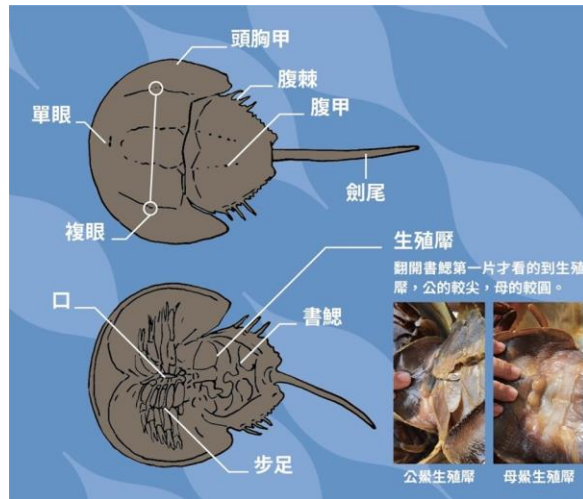 頭胸甲
腹棘
腹甲
單眼
劍尾
複眼
生殖厴
翻開書鰓第一片才看的到生殖
厴，公的較尖，母的較圓。
口
書鰓
步足
公鱟生殖厴
母鱟生殖厴